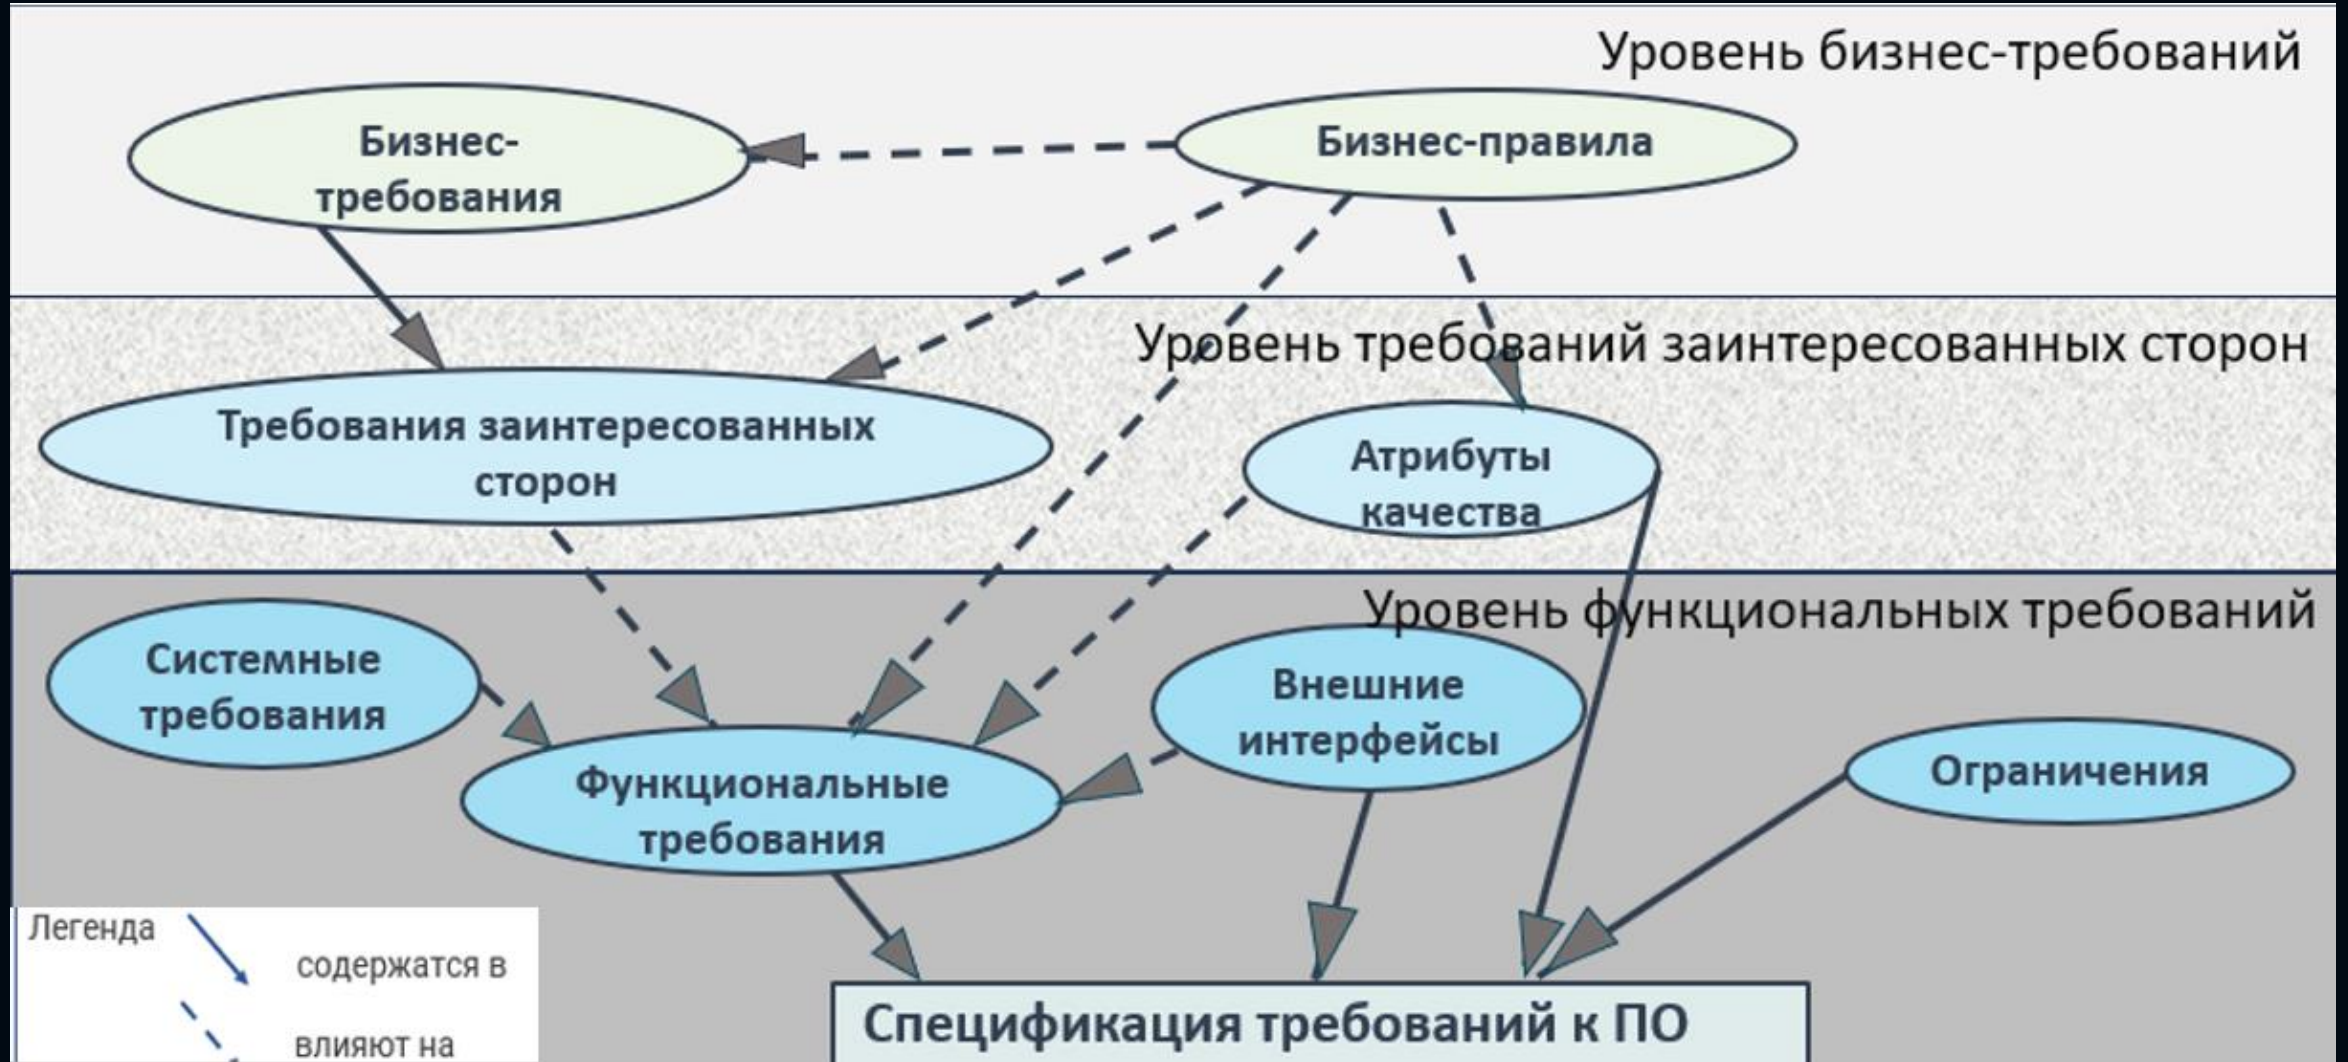 Уровень бизнес-требований
Бизнес-
требования
Бизнес-правила
Уровень требований заинтересованных сторон
Требования заинтересованных
сторон
Атрибуты
качества
Уровень функциональных требований
Системные
требования
Внешние
интерфейсы
Функциональные
требования
Ограничения
Легенда
содержатся в
влияют на
Спецификация требований к ПО